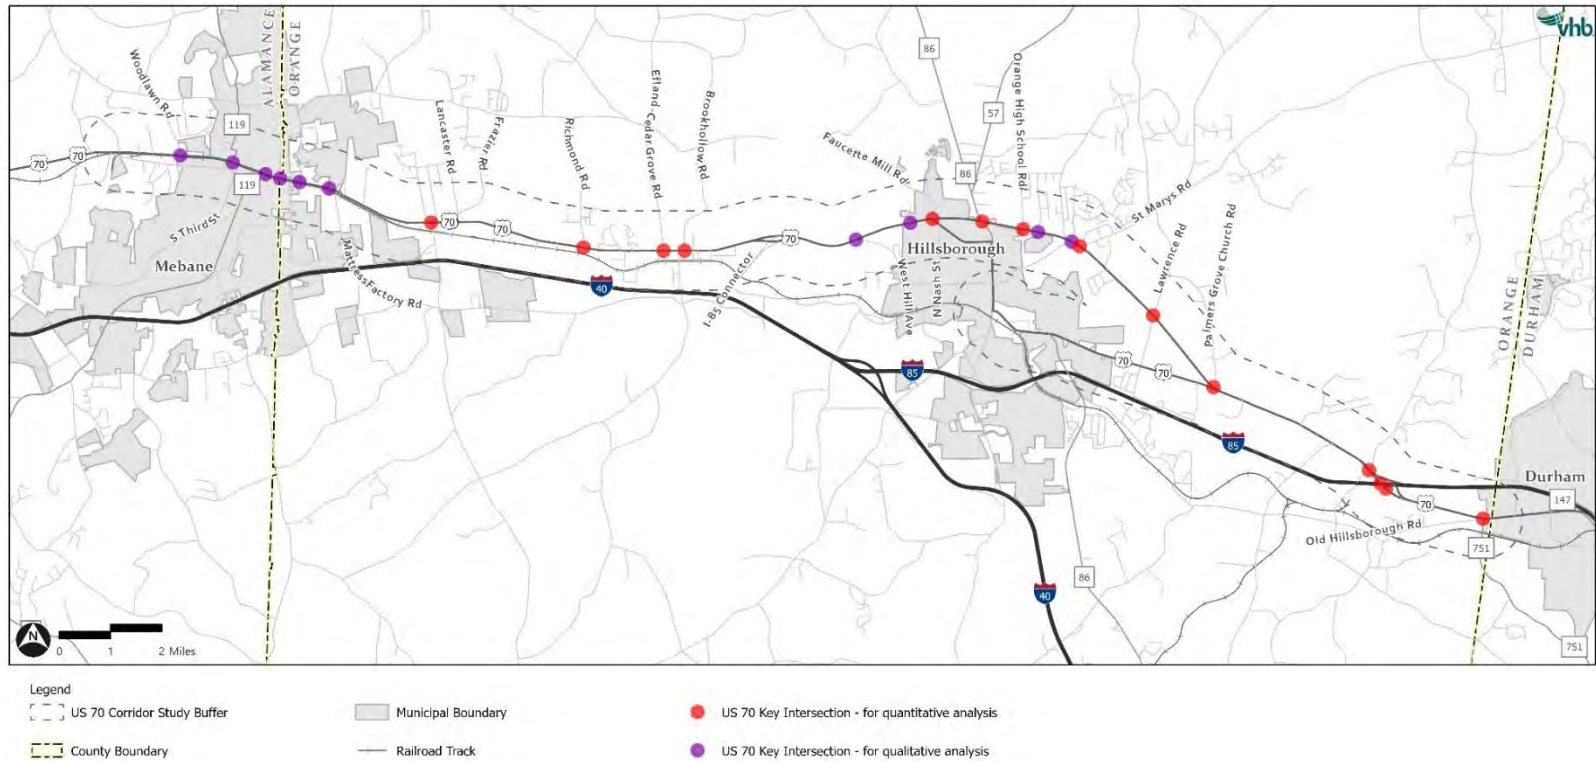 vhb
ALAMANCE
ORANGE
Woodlawn Rd
119
70
70
119
S Third St
Mebane
Mattress Factory Rd
Lancaster Rd
Frazier Rd
Richmond Rd
Efland-Cedar Grove Rd
Brookhollow Rd
70
70
70
40
I-85 Connector
Faucette Mill Rd
86
57
86
Orange High School Rd
St Marys Rd
Hillsborough
West Hill Ave
N Nash St
Lawrence Rd
Palmers Grove Church Rd
70
70
85
85
ORANGE
DURHAM
Durham
147
70
Old Hillsborough Rd
751
86
40
751
N
0 1 2 Miles
Legend
US 70 Corridor Study Buffer
Municipal Boundary
US 70 Key Intersection - for quantitative analysis
County Boundary
Railroad Track
US 70 Key Intersection - for qualitative analysis